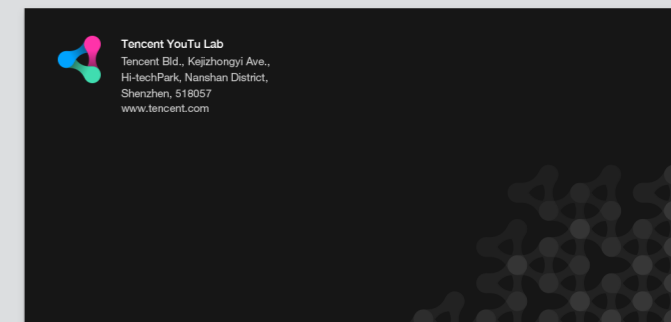 Tencent YouTu Lab
Tencent Bld., Kejizhongyi Ave.,
Hi-techPark, Nanshan District,
Shenzhen, 518057
www.tencent.com